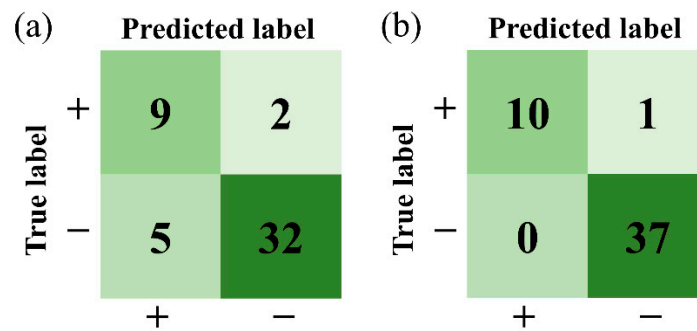 (a) Predicted label
True label
+ 9 2
− 5 32
+ −
(b) Predicted label
True label
+ 10 1
− 0 37
+ −